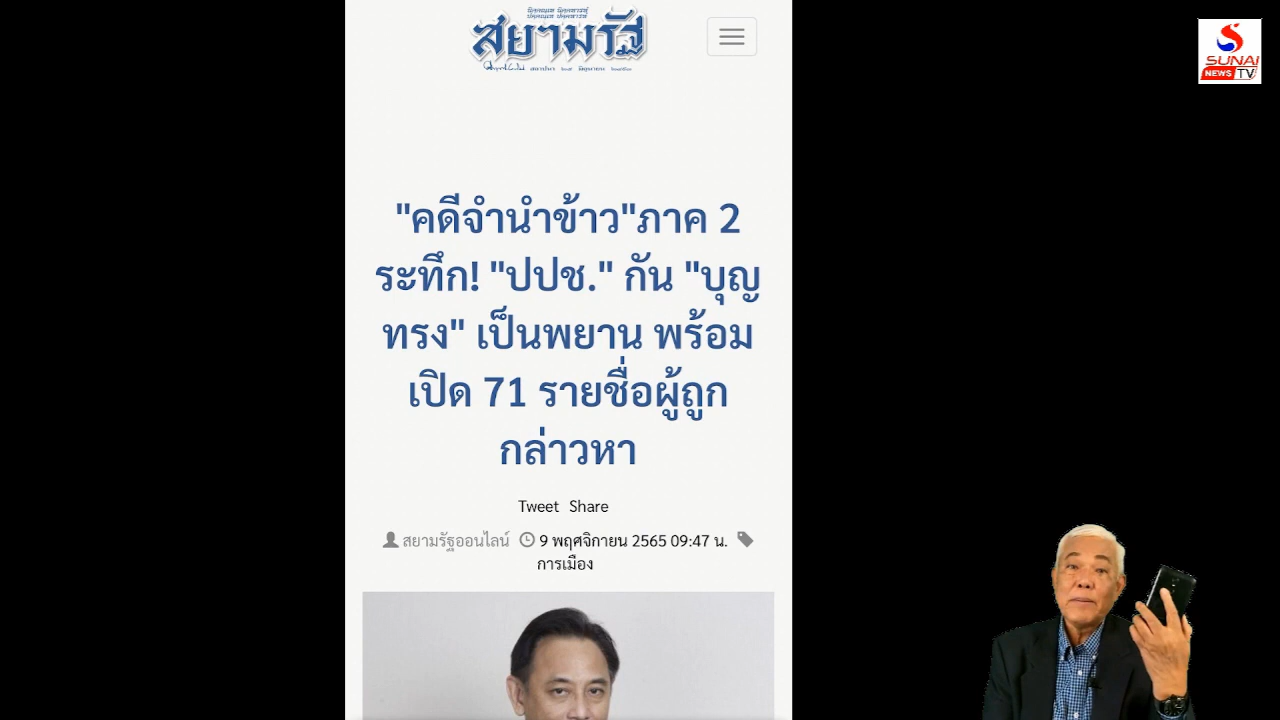 สยามรัฐ
SUNAI
NEWS TV
"คดีจำนำข้าว"ภาค 2
ระทึก! "ปปช." กัน "บุญ
ทรง" เป็นพยาน พร้อม
เปิด 71 รายชื่อผู้ถูก
กล่าวหา
Tweet Share
สยามรัฐออนไลน์ 9 พฤศจิกายน 2565 09:47 น.
การเมือง